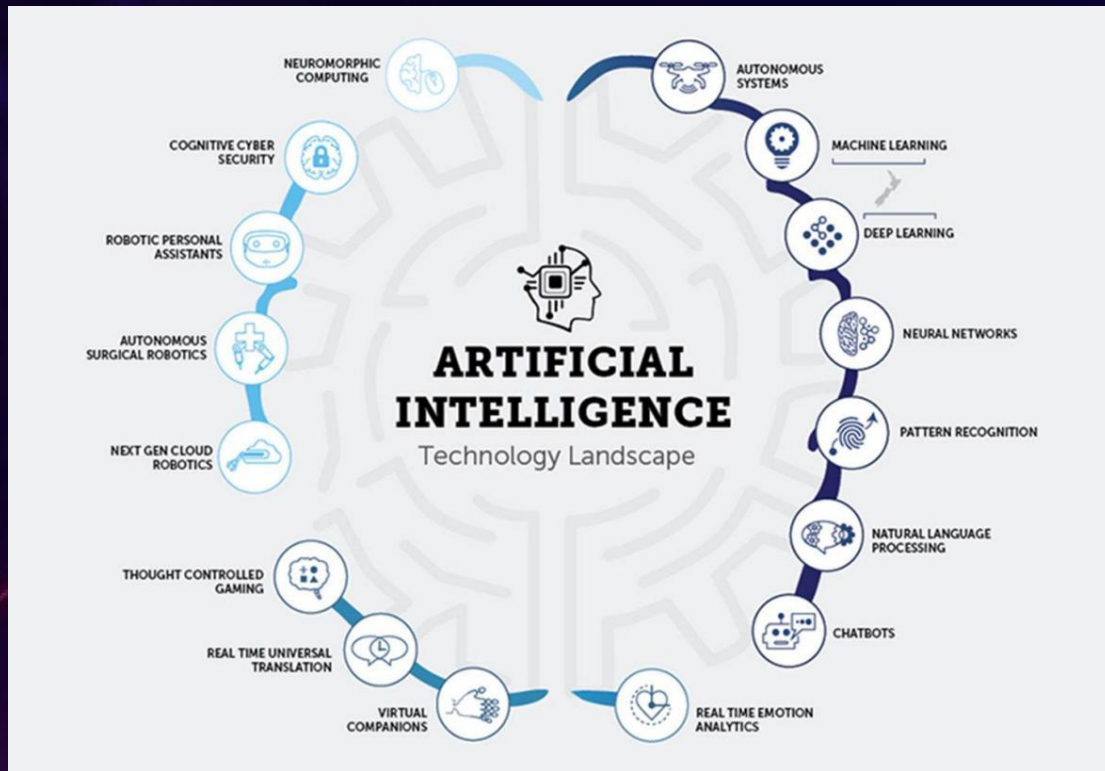 ARTIFICIAL
INTELLIGENCE
Technology Landscape
AUTONOMOUS
SYSTEMS
MACHINE LEARNING
DEEP LEARNING
NEURAL NETWORKS
PATTERN RECOGNITION
NATURAL LANGUAGE
PROCESSING
CHATBOTS
REAL TIME EMOTION
ANALYTICS
VIRTUAL
COMPANIONS
REAL TIME UNIVERSAL
TRANSLATION
THOUGHT CONTROLLED
GAMING
NEXT GEN CLOUD
ROBOTICS
AUTONOMOUS
SURGICAL ROBOTICS
ROBOTIC PERSONAL
ASSISTANTS
COGNITIVE CYBER
SECURITY
NEUROMORPHIC
COMPUTING